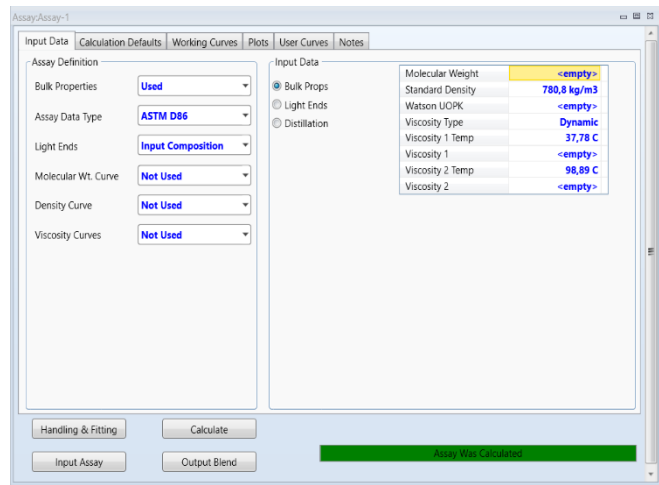 Assay:Assay-1
Input Data Calculation Defaults Working Curves Plots User Curves Notes
Assay Definition
Bulk Properties Used
Assay Data Type ASTM D86
Light Ends Input Composition
Molecular Wt. Curve Not Used
Density Curve Not Used
Viscosity Curves Not Used
Input Data
Bulk Props
Light Ends
Distillation
Molecular Weight <empty>
Standard Density 780,8 kg/m3
Watson UOPK <empty>
Viscosity Type Dynamic
Viscosity 1 Temp 37,78 C
Viscosity 1 <empty>
Viscosity 2 Temp 98,89 C
Viscosity 2 <empty>
Handling & Fitting Calculate
Input Assay Output Blend
Assay Was Calculated